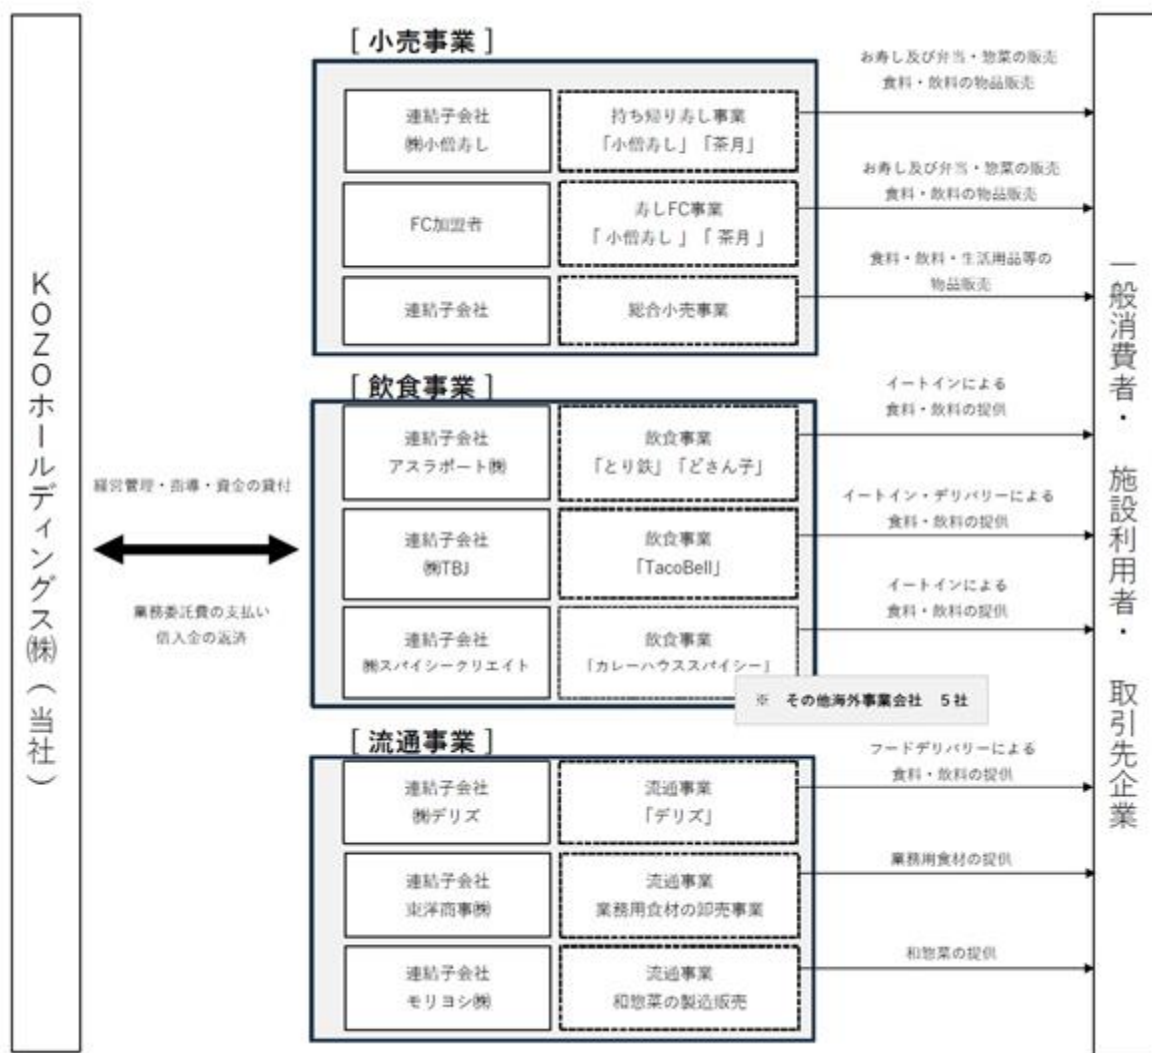 KOZOホールディングス㈱（当社）
経営管理・指導・資金の貸付
業務委託費の支払い
借入金の返済
[ 小売事業 ]
連結子会社
㈱小僧寿し
持ち帰り寿し事業
「小僧寿し」「茶月」
お寿し及び弁当・惣菜の販売
食料・飲料の物品販売
FC加盟者
寿しFC事業
「 小僧寿し 」「 茶月 」
お寿し及び弁当・惣菜の販売
食料・飲料の物品販売
連結子会社
総合小売事業
食料・飲料・生活用品等の
物品販売
[ 飲食事業 ]
連結子会社
アスラポート㈱
飲食事業
「とり鉄」「どさん子」
イートインによる
食料・飲料の提供
連結子会社
㈱TBJ
飲食事業
「TacoBell」
イートイン・デリバリーによる
食料・飲料の提供
連結子会社
㈱スパイシークリエイト
飲食事業
「カレーハウススパイシー」
イートインによる
食料・飲料の提供
※　その他海外事業会社　５社
[ 流通事業 ]
連結子会社
㈱デリズ
流通事業
「デリズ」
フードデリバリーによる
食料・飲料の提供
連結子会社
東洋商事㈱
流通事業
業務用食材の卸売事業
業務用食材の提供
連結子会社
モリヨシ㈱
流通事業
和惣菜の製造販売
和惣菜の提供
一般消費者・　施設利用者・　取引先企業